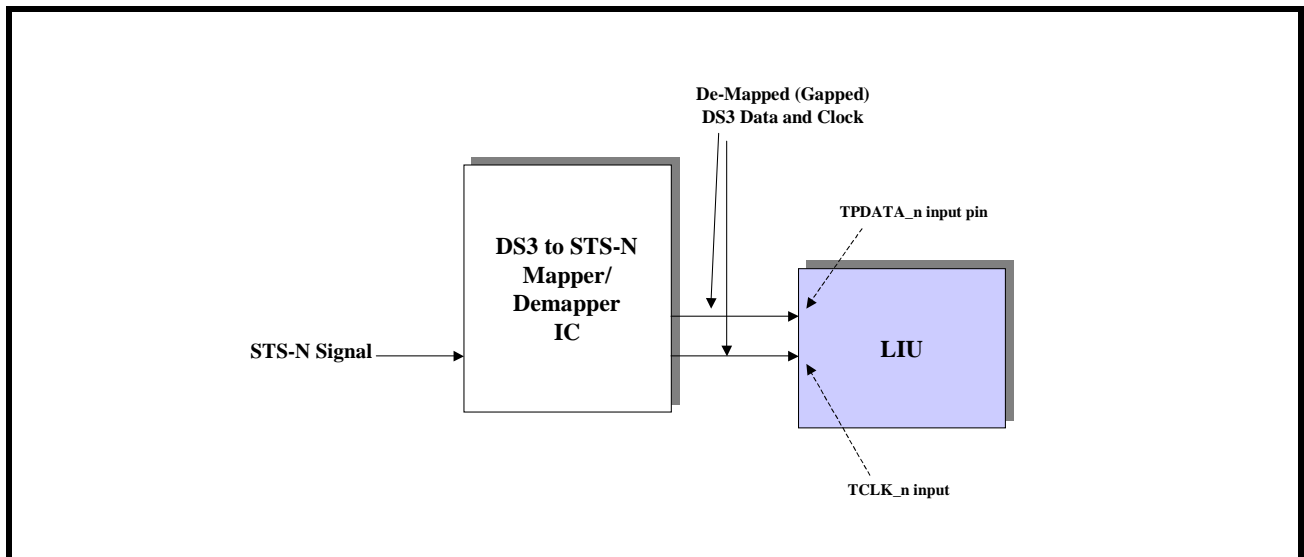 De-Mapped (Gapped)
DS3 Data and Clock
TPDATA_n input pin
DS3 to STS-N
Mapper/
Demapper
IC
STS-N Signal
LIU
TCLK_n input